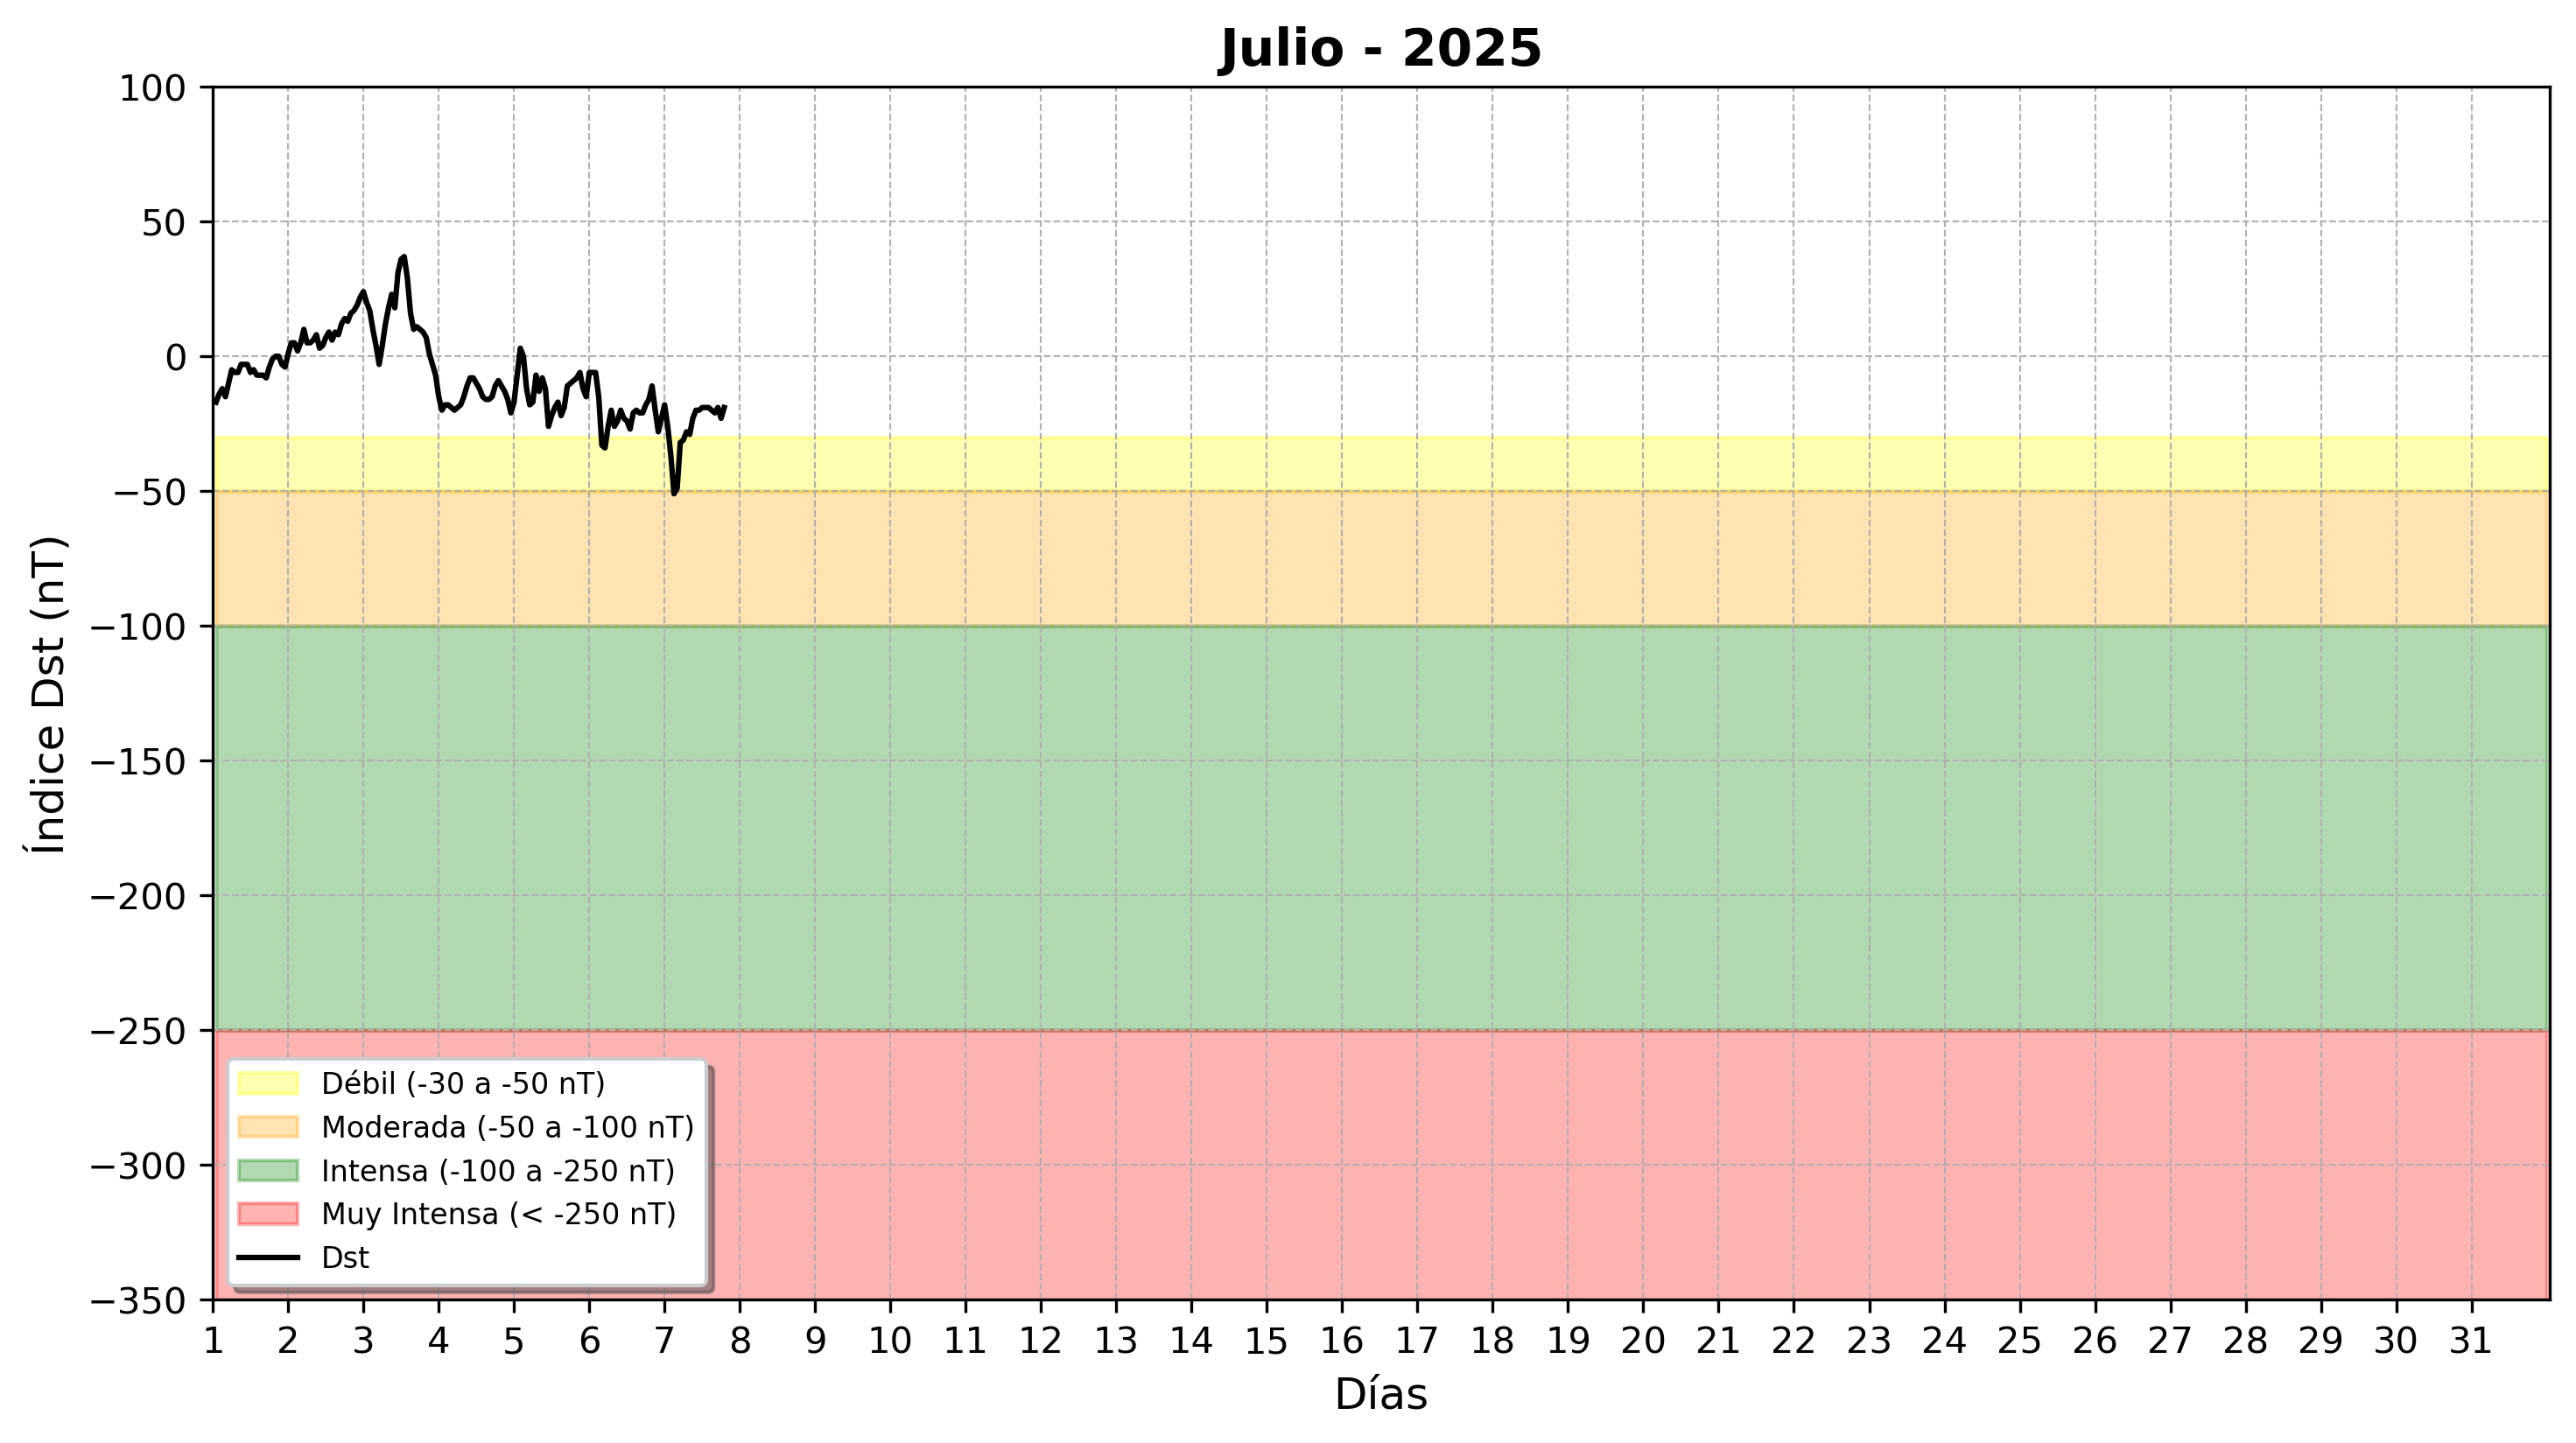 Julio - 2025
100
50
0
−50
−100
−150
−200
−250
−300
−350
Índice Dst (nT)
Débil (-30 a -50 nT)
Moderada (-50 a -100 nT)
Intensa (-100 a -250 nT)
Muy Intensa (< -250 nT)
Dst
1 2 3 4 5 6 7 8 9 10 11 12 13 14 15 16 17 18 19 20 21 22 23 24 25 26 27 28 29 30 31
Días